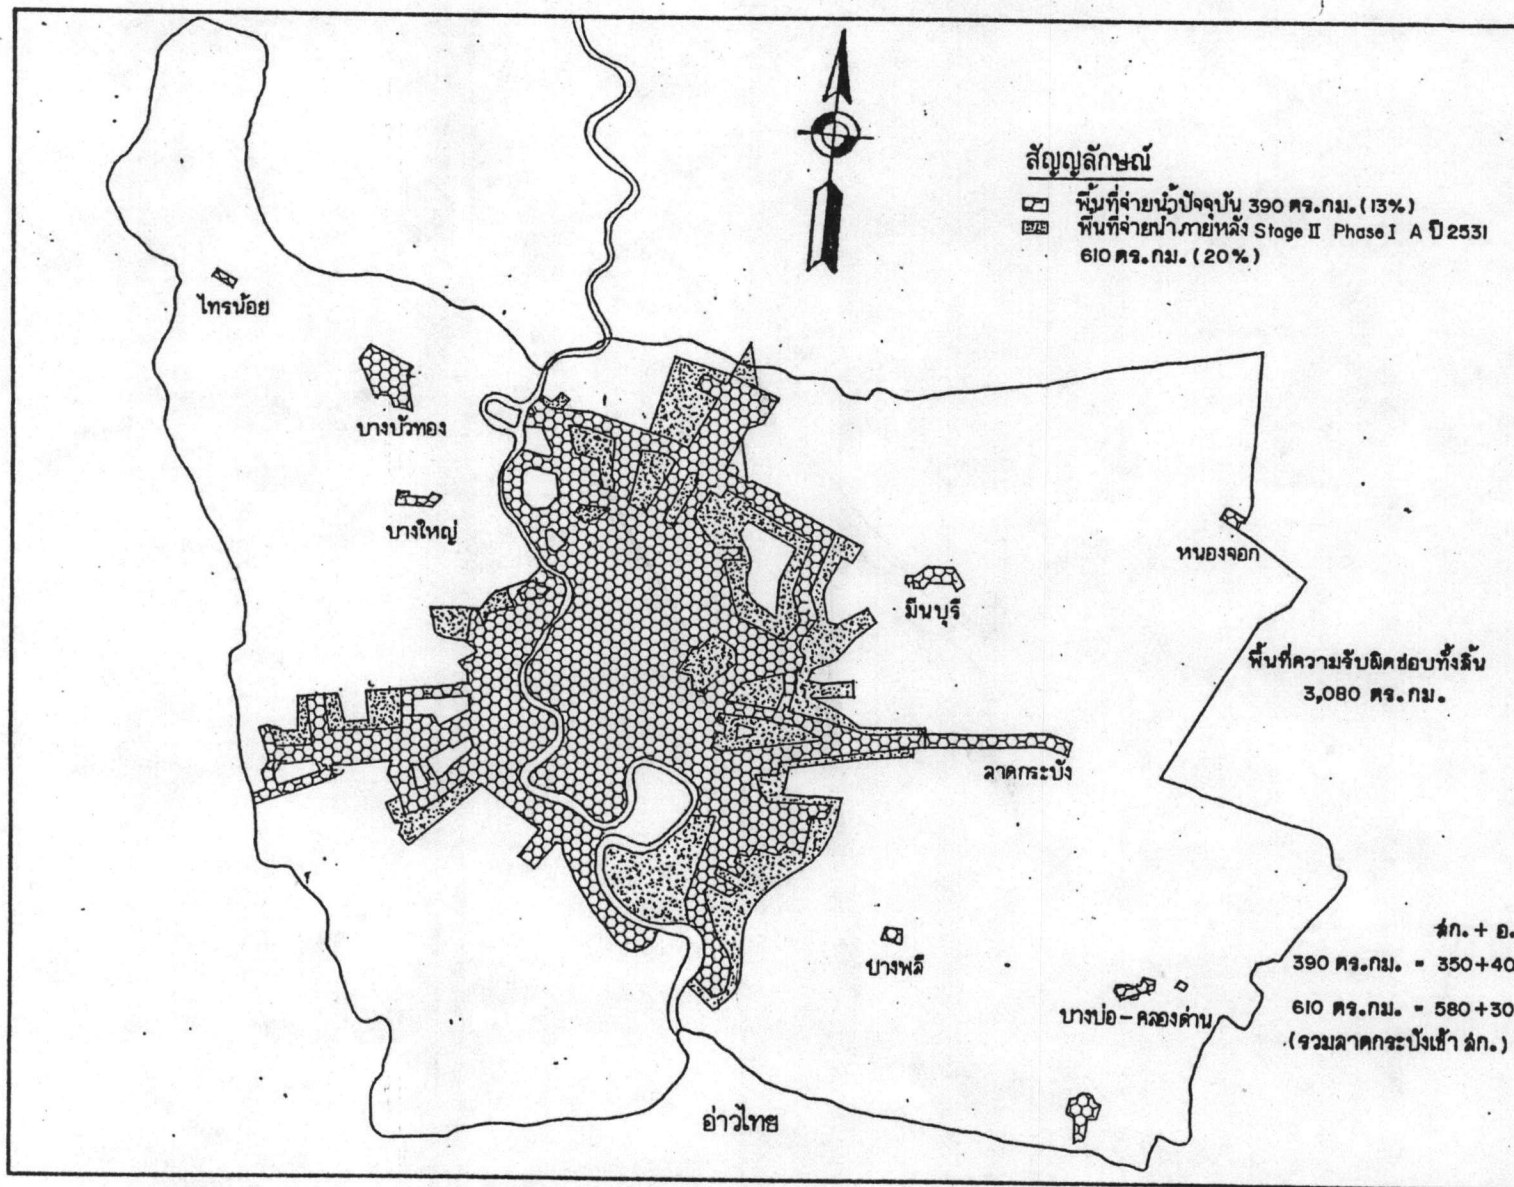 สัญญลักษณ์
พื้นที่จ่ายน้ำปัจจุบัน 390 ตร.กม. (13%)
พื้นที่จ่ายน้ำภายหลัง Stage II Phase I A ปี 2531
610 ตร.กม. (20%)
ไทรน้อย
บางบัวทอง
บางใหญ่
หนองจอก
มีนบุรี
พื้นที่ความรับผิดชอบทั้งสิ้น
3,080 ตร.กม.
ลาดกระบัง
สก. + อ.
บางพลี
390 ตร.กม. = 350+40
บางบ่อ-คลองด่าน
610 ตร.กม. = 580+30
(รวมลาดกระบังเข้า สก.)
อ่าวไทย